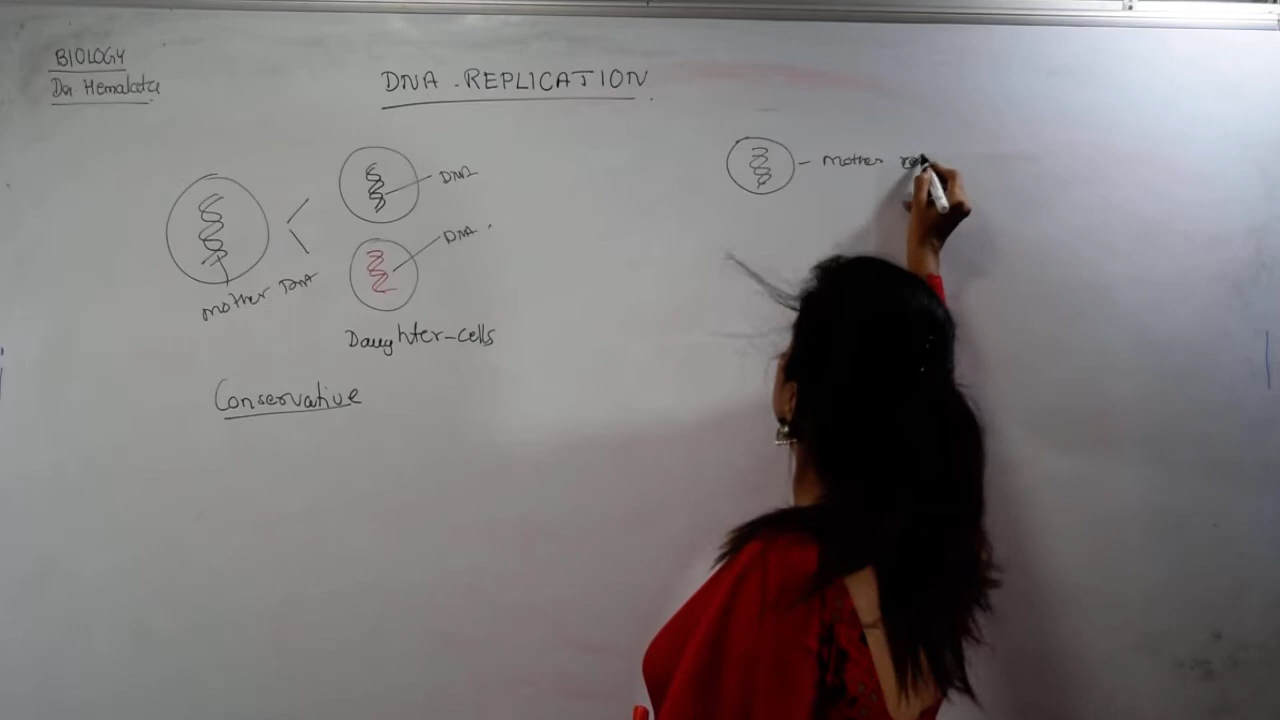 BIOLOGY
Dr Hemalata
DNA REPLICATION
DNA
DNA
mother DNA
Daughter-cells
Conservative
mother